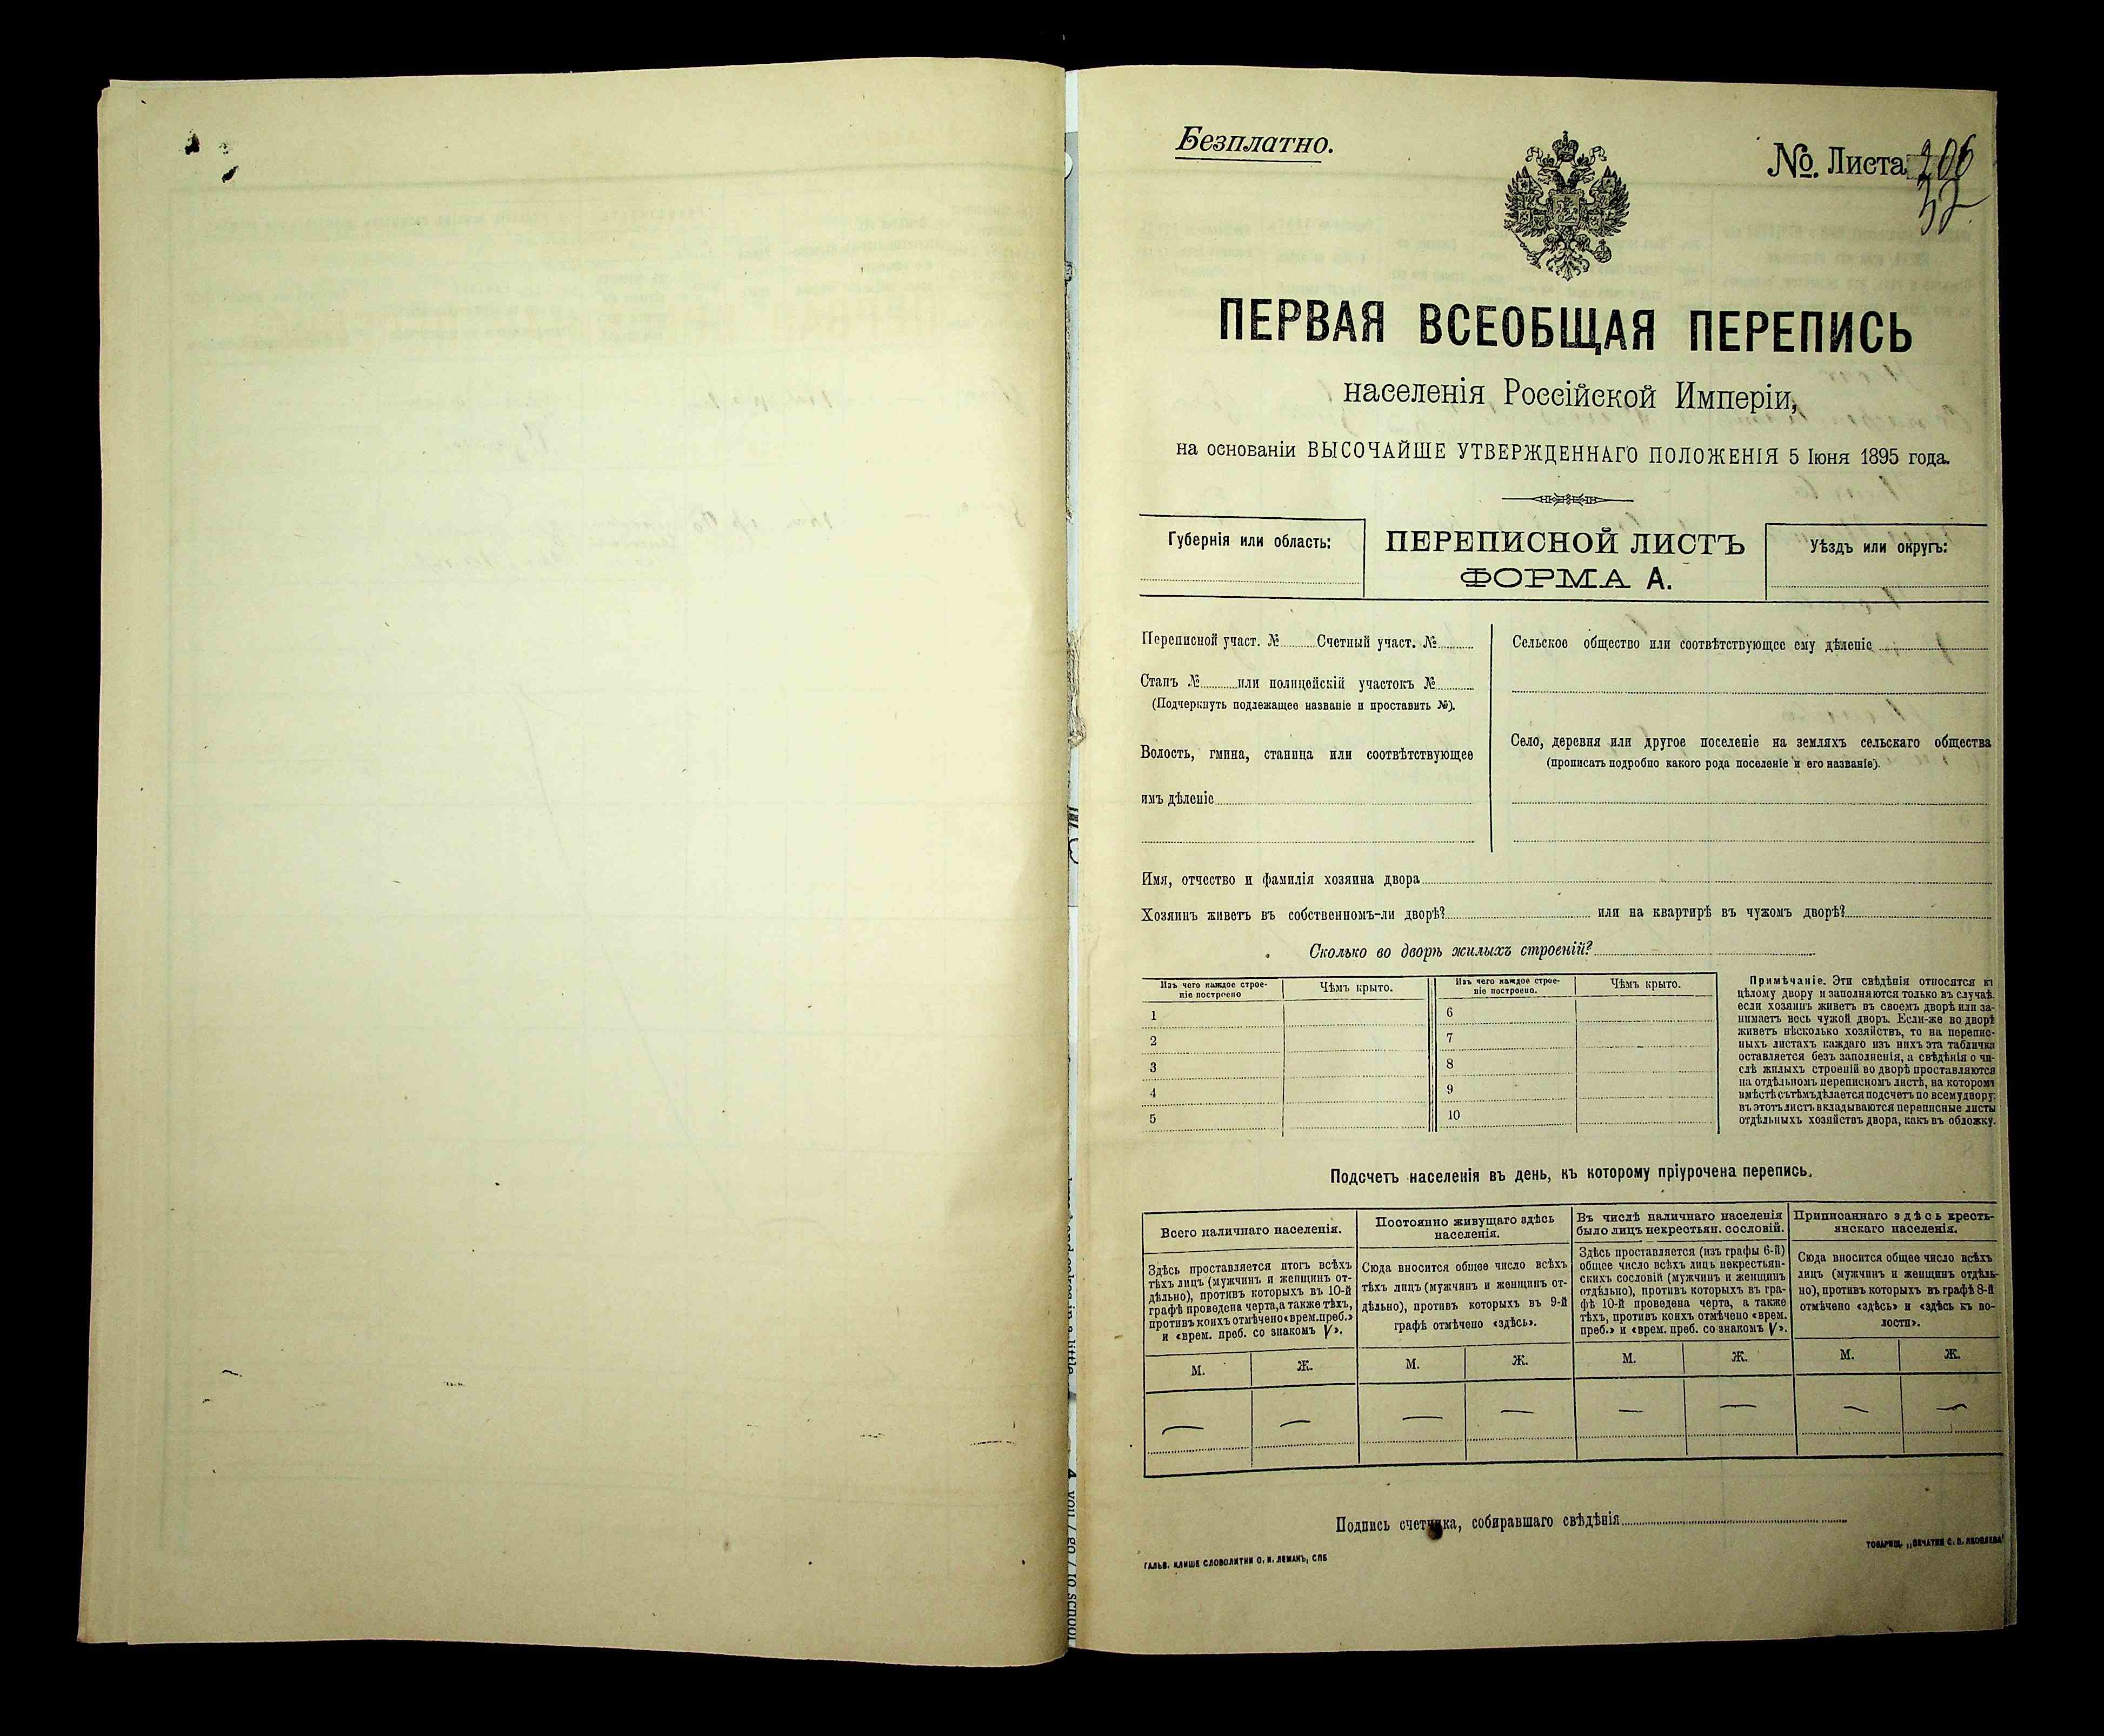 Безплатно.
№. Листа 206
52
ПЕРВАЯ ВСЕОБЩАЯ ПЕРЕПИСЬ
населенія Россійской Имперіи,
на основаніи ВЫСОЧАЙШЕ УТВЕРЖДЕННАГО ПОЛОЖЕНІЯ 5 Іюня 1895 года.
Губернія или область:
ПЕРЕПИСНОЙ ЛИСТЪ
ФОРМА А.
Уѣздъ или округъ:
Переписной участ. № Счетный участ. №
Станъ № или полицейскій участокъ №
(Подчеркнуть подлежащее названіе и проставить №).
Волость, гмина, станица или соотвѣтствующее
имъ дѣленіе
Сельское общество или соотвѣтствующее ему дѣленіе
Село, деревня или другое поселеніе на земляхъ сельскаго общества
(прописать подробно какого рода поселеніе и его названіе).
Имя, отчество и фамилія хозяина двора
Хозяинъ живетъ въ собственномъ-ли дворѣ? или на квартирѣ въ чужомъ дворѣ?
Сколько во дворѣ жилыхъ строеній?
Изъ чего каждое строе-
ніе построено
Чѣмъ крыто.
1
2
3
4
5
Изъ чего каждое строе-
ніе построено.
Чѣмъ крыто.
6
7
8
9
10
Примѣчаніе. Эти свѣдѣнія относятся къ
цѣлому двору и заполняются только въ случаѣ,
если хозяинъ живетъ въ своемъ дворѣ или за-
нимаетъ весь чужой дворъ. Если-же во дворѣ
живетъ нѣсколько хозяйствъ, то на перепис-
ныхъ листахъ каждаго изъ нихъ эта табличка
оставляется безъ заполненія, а свѣдѣнія о чи-
слѣ жилыхъ строеній во дворѣ проставляются
на отдѣльномъ переписномъ листѣ, на которомъ
вмѣстѣ съ тѣмъ дѣлается подсчетъ по всему двору:
въ этотъ листъ вкладываются переписные листы
отдѣльныхъ хозяйствъ двора, какъ въ обложку.
Подсчетъ населенія въ день, къ которому пріурочена перепись.
Всего наличнаго населенія.
Здѣсь проставляется итогъ всѣхъ
тѣхъ лицъ (мужчинъ и женщинъ от-
дѣльно), противъ которыхъ въ 10-й
графѣ проведена черта, а также тѣхъ,
противъ коихъ отмѣчено «врем. преб.»
и «врем. преб. со знакомъ V».
М. Ж.
— —
Постоянно живущаго здѣсь
населенія.
Сюда вносится общее число всѣхъ
тѣхъ лицъ (мужчинъ и женщинъ от-
дѣльно), противъ которыхъ въ 9-й
графѣ отмѣчено «здѣсь».
М. Ж.
— —
Въ числѣ наличнаго населенія
было лицъ некрестьян. сословій.
Здѣсь проставляется (изъ графы 6-й)
общее число всѣхъ лицъ некрестьян-
скихъ сословій (мужчинъ и женщинъ
отдѣльно), противъ которыхъ въ гра-
фѣ 10-й проведена черта, а также
тѣхъ, противъ коихъ отмѣчено «врем.
преб.» и «врем. преб. со знакомъ V».
М. Ж.
— —
Приписаннаго здѣсь кресть-
янскаго населенія.
Сюда вносится общее число всѣхъ
лицъ (мужчинъ и женщинъ отдѣль-
но), противъ которыхъ въ графѣ 8-й
отмѣчено «здѣсь» и «здѣсь къ во-
лости».
М. Ж.
— —
Подпись счетчика, собиравшаго свѣдѣнія
ГАЛЬВ. КЛИШЕ СЛОВОЛИТНИ О. И. ЛЕМАНЪ, СПБ
ТОВАРИЩ. „ПЕЧАТНЯ С. П. ЯКОВЛЕВА"